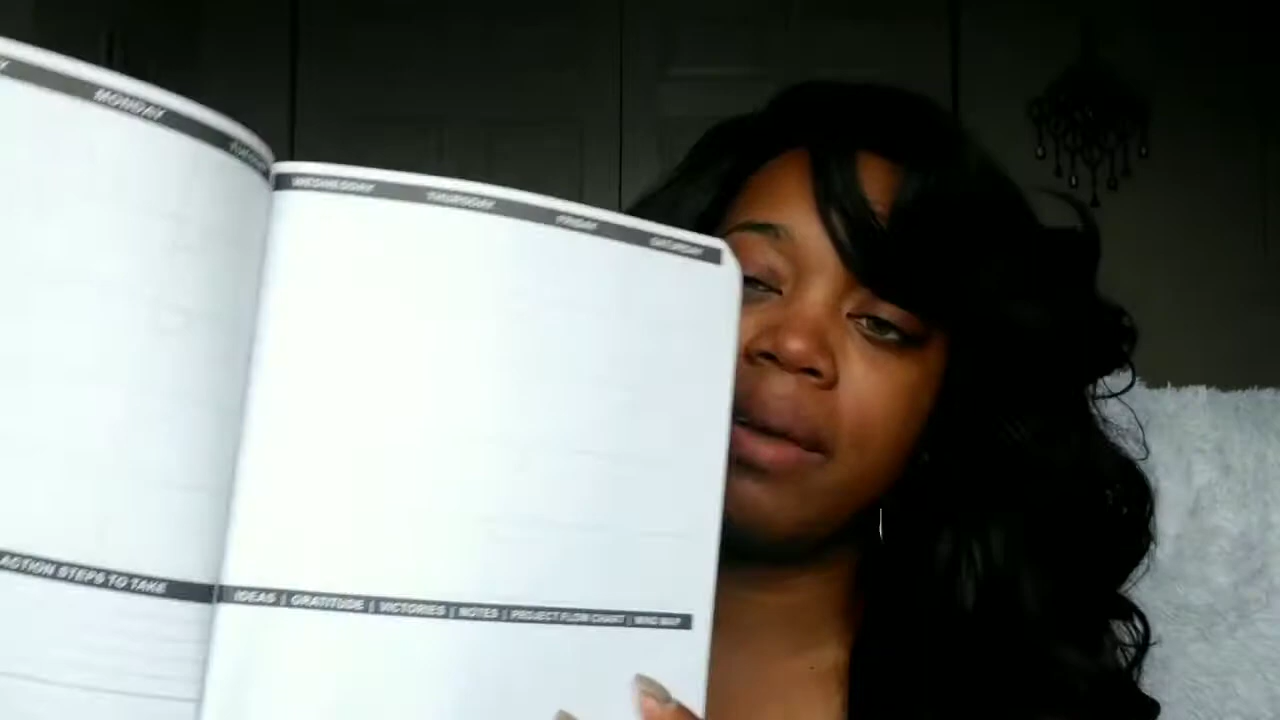 MONDAY
WEDNESDAY THURSDAY FRIDAY SATURDAY
ACTION STEPS TO TAKE
IDEAS | GRATITUDE | VICTORIES | NOTES | PROJECT FLOW CHART | MIND MAP